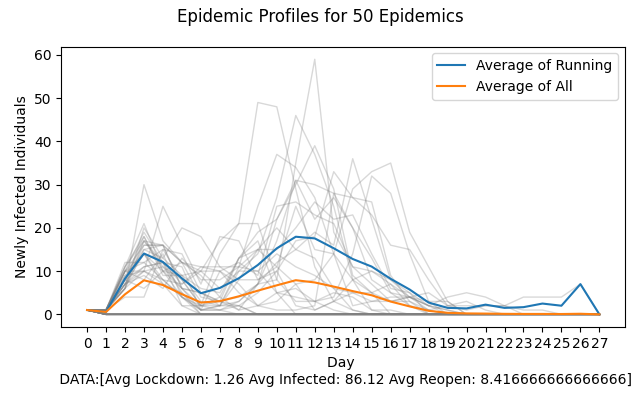 Epidemic Profiles for 50 Epidemics
60
50
40
30
20
10
0
Newly Infected Individuals
Average of Running
Average of All
0 1 2 3 4 5 6 7 8 9 10 11 12 13 14 15 16 17 18 19 20 21 22 23 24 25 26 27
Day
DATA:[Avg Lockdown: 1.26 Avg Infected: 86.12 Avg Reopen: 8.416666666666666]